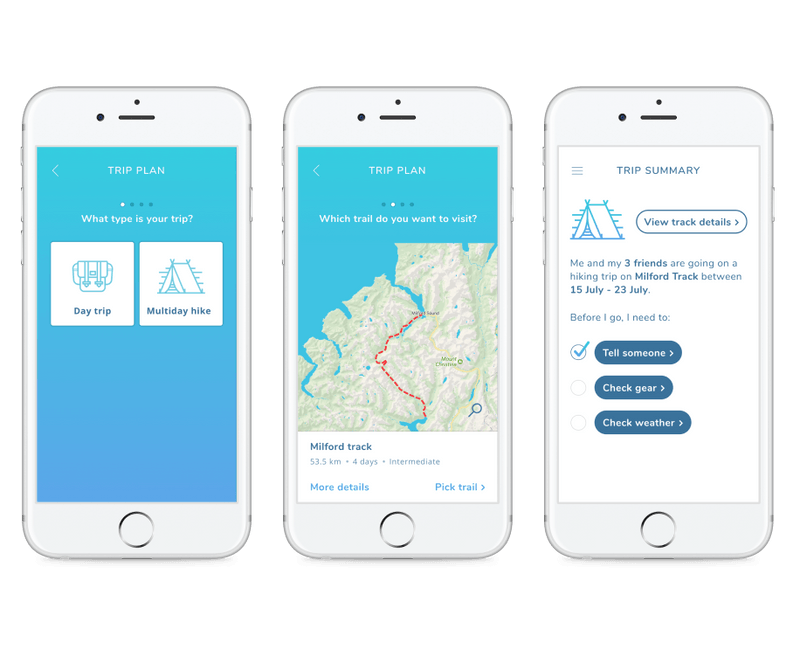 TRIP PLAN
What type is your trip?
Day trip
Multiday hike
TRIP PLAN
Which trail do you want to visit?
Milford Sound
Mount
Christina
Milford track
53.5 km • 4 days • Intermediate
More details
Pick trail >
TRIP SUMMARY
View track details >
Me and my 3 friends are going on a
hiking trip on Milford Track between
15 July - 23 July.
Before I go, I need to:
Tell someone >
Check gear >
Check weather >